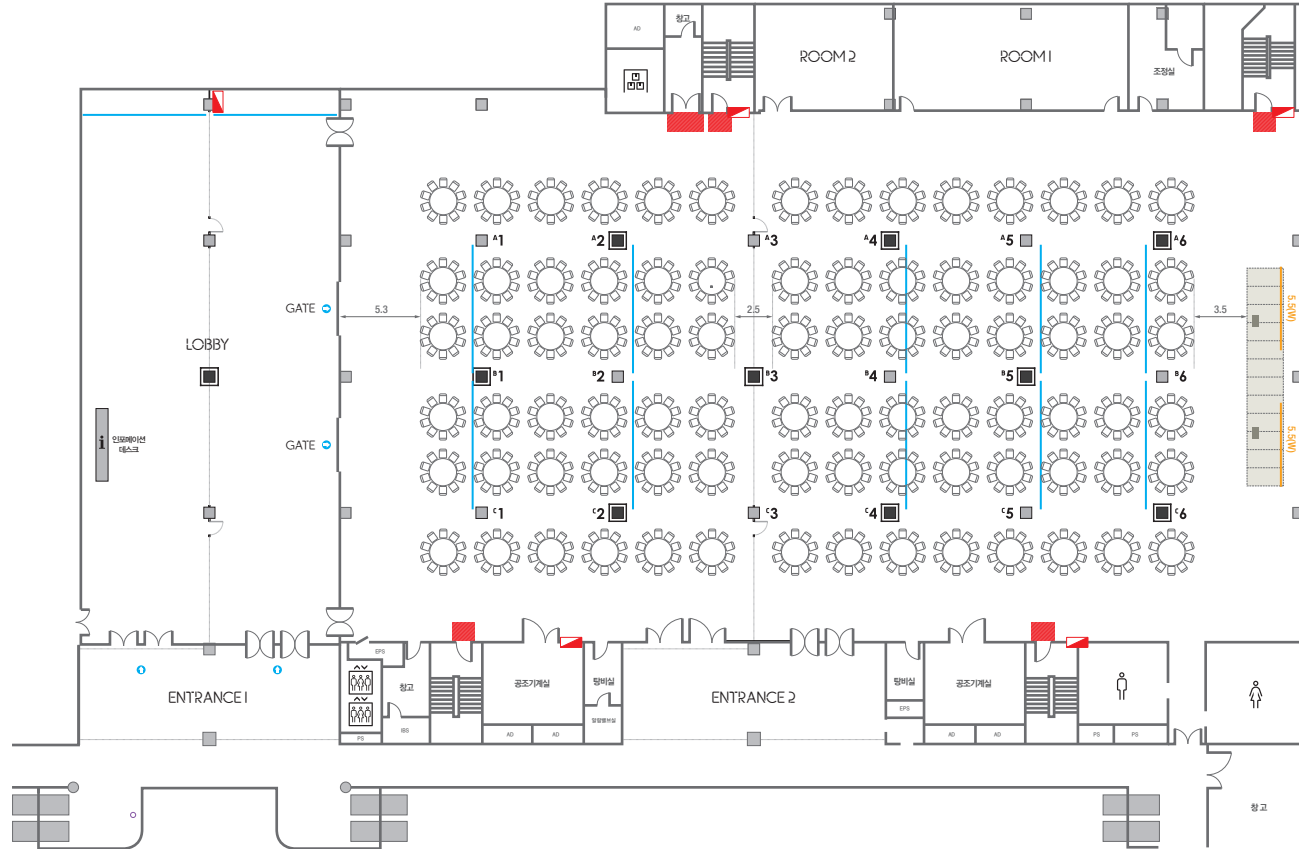 AD
창고
ROOM 2
ROOM 1
조정실
A1
A2
A3
A4
A5
A6
GATE
5.3
2.5
3.5
5.5(W)
LOBBY
B1
B2
B3
B4
B5
B6
GATE
i
인포메이션
데스크
5.5(W)
C1
C2
C3
C4
C5
C6
EPS
ENTRANCE 1
창고
공조기계실
탕비실
ENTRANCE 2
탕비실
공조기계실
EPS
IBS
PS
AD
AD
AD
AD
PS
PS
창고